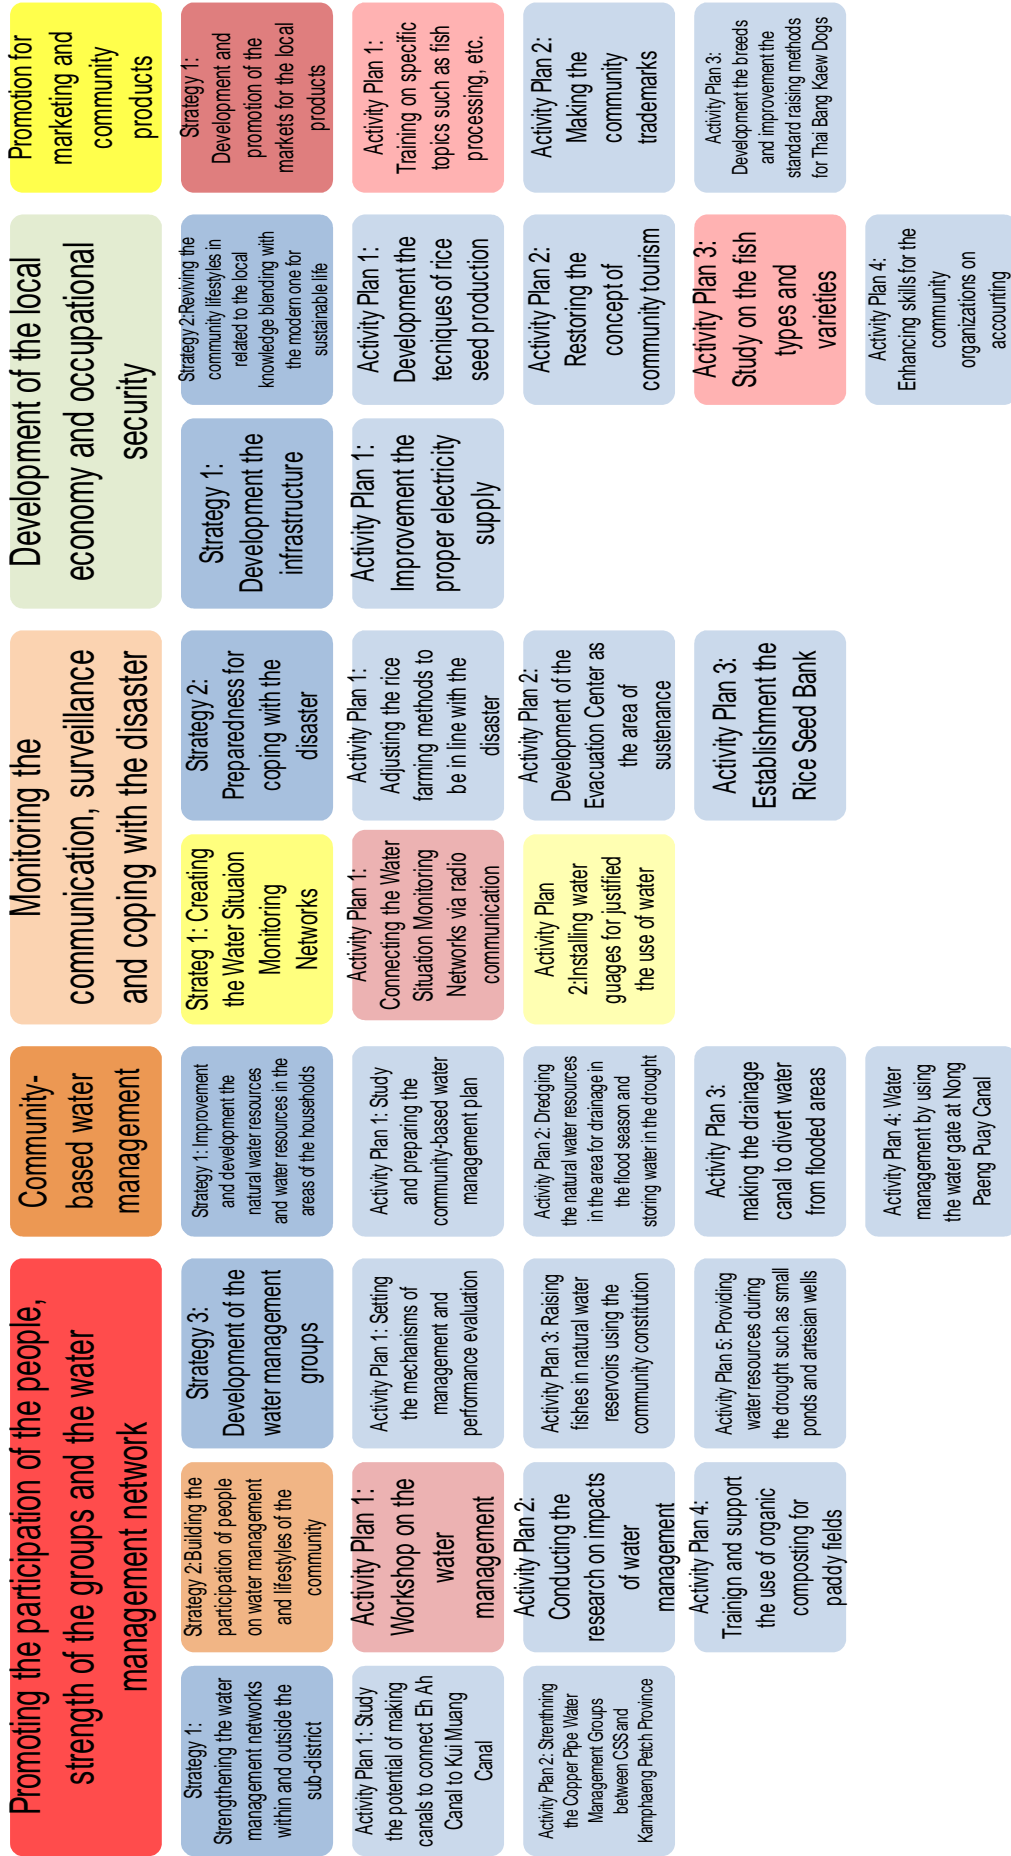 Promoting the participation of the people,
strength of the groups and the water
management network
Strategy 1:
Strengthening the water
management networks
within and outside the
sub-district
Activity Plan 1: Study
the potential of making
canals to connect Eh Ah
Canal to Kui Muang
Canal
Activity Plan 2: Strenthning
the Copper Pipe Water
Management Groups
between CSS and
Kamphaeng Petch Province
Strategy 2:Building the
participation of people
on water management
and lifestyles of the
community
Activity Plan 1:
Workshop on the
water
management
Activity Plan 2:
Conducting the
research on impacts
of water
management
Activity Plan 4:
Trainign and support
the use of organic
composting for
paddy fields
Strategy 3:
Development of the
water management
groups
Activity Plan 1: Setting
the mechanisms of
management and
performance evaluation
Activity Plan 3: Raising
fishes in natural water
reservoirs using the
community constitution
Activity Plan 5: Providing
water resources during
the drought such as small
ponds and artesian wells
Community-
based water
management
Strategy 1: Improvement
and development the
natural water resources
and water resources in the
areas of the households
Activity Plan 1: Study
and preparing the
community-based water
management plan
Activity Plan 2: Dredging
the natural water resources
in the area for drainage in
the flood season and
storing water in the drought
Activity Plan 3:
making the drainage
canal to divert water
from flooded areas
Activity Plan 4: Water
management by using
the water gate at Nong
Paeng Puay Canal
Monitoring the
communication, surveillance
and coping with the disaster
Strateg 1: Creating
the Water Situaion
Monitoring
Networks
Activity Plan 1:
Connecting the Water
Situation Monitoring
Networks via radio
communication
Activity Plan
2:Installing water
guages for justified
the use of water
Strategy 2:
Preparedness for
coping with the
disaster
Activity Plan 1:
Adjusting the rice
farming methods to
be in line with the
disaster
Activity Plan 2:
Development of the
Evacuation Center as
the area of
sustenance
Activity Plan 3:
Establishment the
Rice Seed Bank
Development of the local
economy and occupational
security
Strategy 1:
Development the
infrastructure
Activity Plan 1:
Improvement the
proper electricity
supply
Strategy 2:Reviving the
community lifestyles in
related to the local
knowledge blending with
the modern one for
sustainable life
Activity Plan 1:
Development the
tecniques of rice
seed production
Activity Plan 2:
Restoring the
concept of
community tourism
Activity Plan 3:
Study on the fish
types and
varieties
Activity Plan 4:
Enhancing skills for the
community
organizations on
accounting
Promotion for
marketing and
community
products
Strategy 1:
Development and
promotion of the
markets for the local
products
Activity Plan 1:
Training on specific
topics such as fish
processing, etc.
Activity Plan 2:
Making the
community
trademarks
Activity Plan 3:
Development the breeds
and improvement the
standard raising methods
for Thai Bang Kaew Dogs